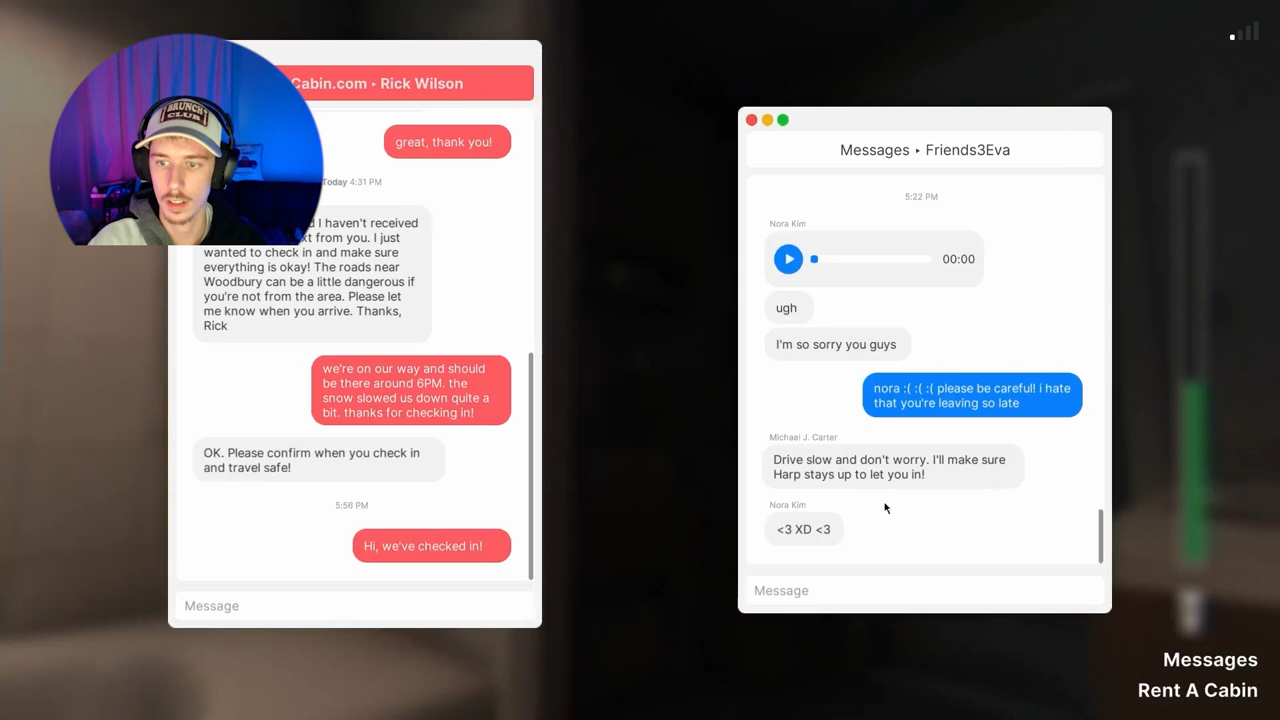 BRUNCH
CLUB
Cabin.com ▸ Rick Wilson
great, thank you!
Today 4:31 PM
I haven't received
from you. I just
wanted to check in and make sure
everything is okay! The roads near
Woodbury can be a little dangerous if
you're not from the area. Please let
me know when you arrive. Thanks,
Rick
we're on our way and should
be there around 6PM. the
snow slowed us down quite a
bit. thanks for checking in!
OK. Please confirm when you check in
and travel safe!
5:56 PM
Hi, we've checked in!
Message
Messages ▸ Friends3Eva
5:22 PM
Nora Kim
00:00
ugh
I'm so sorry you guys
nora :( :( :( please be careful! i hate
that you're leaving so late
Michael J. Carter
Drive slow and don't worry. I'll make sure
Harp stays up to let you in!
Nora Kim
<3 XD <3
Message
Messages
Rent A Cabin